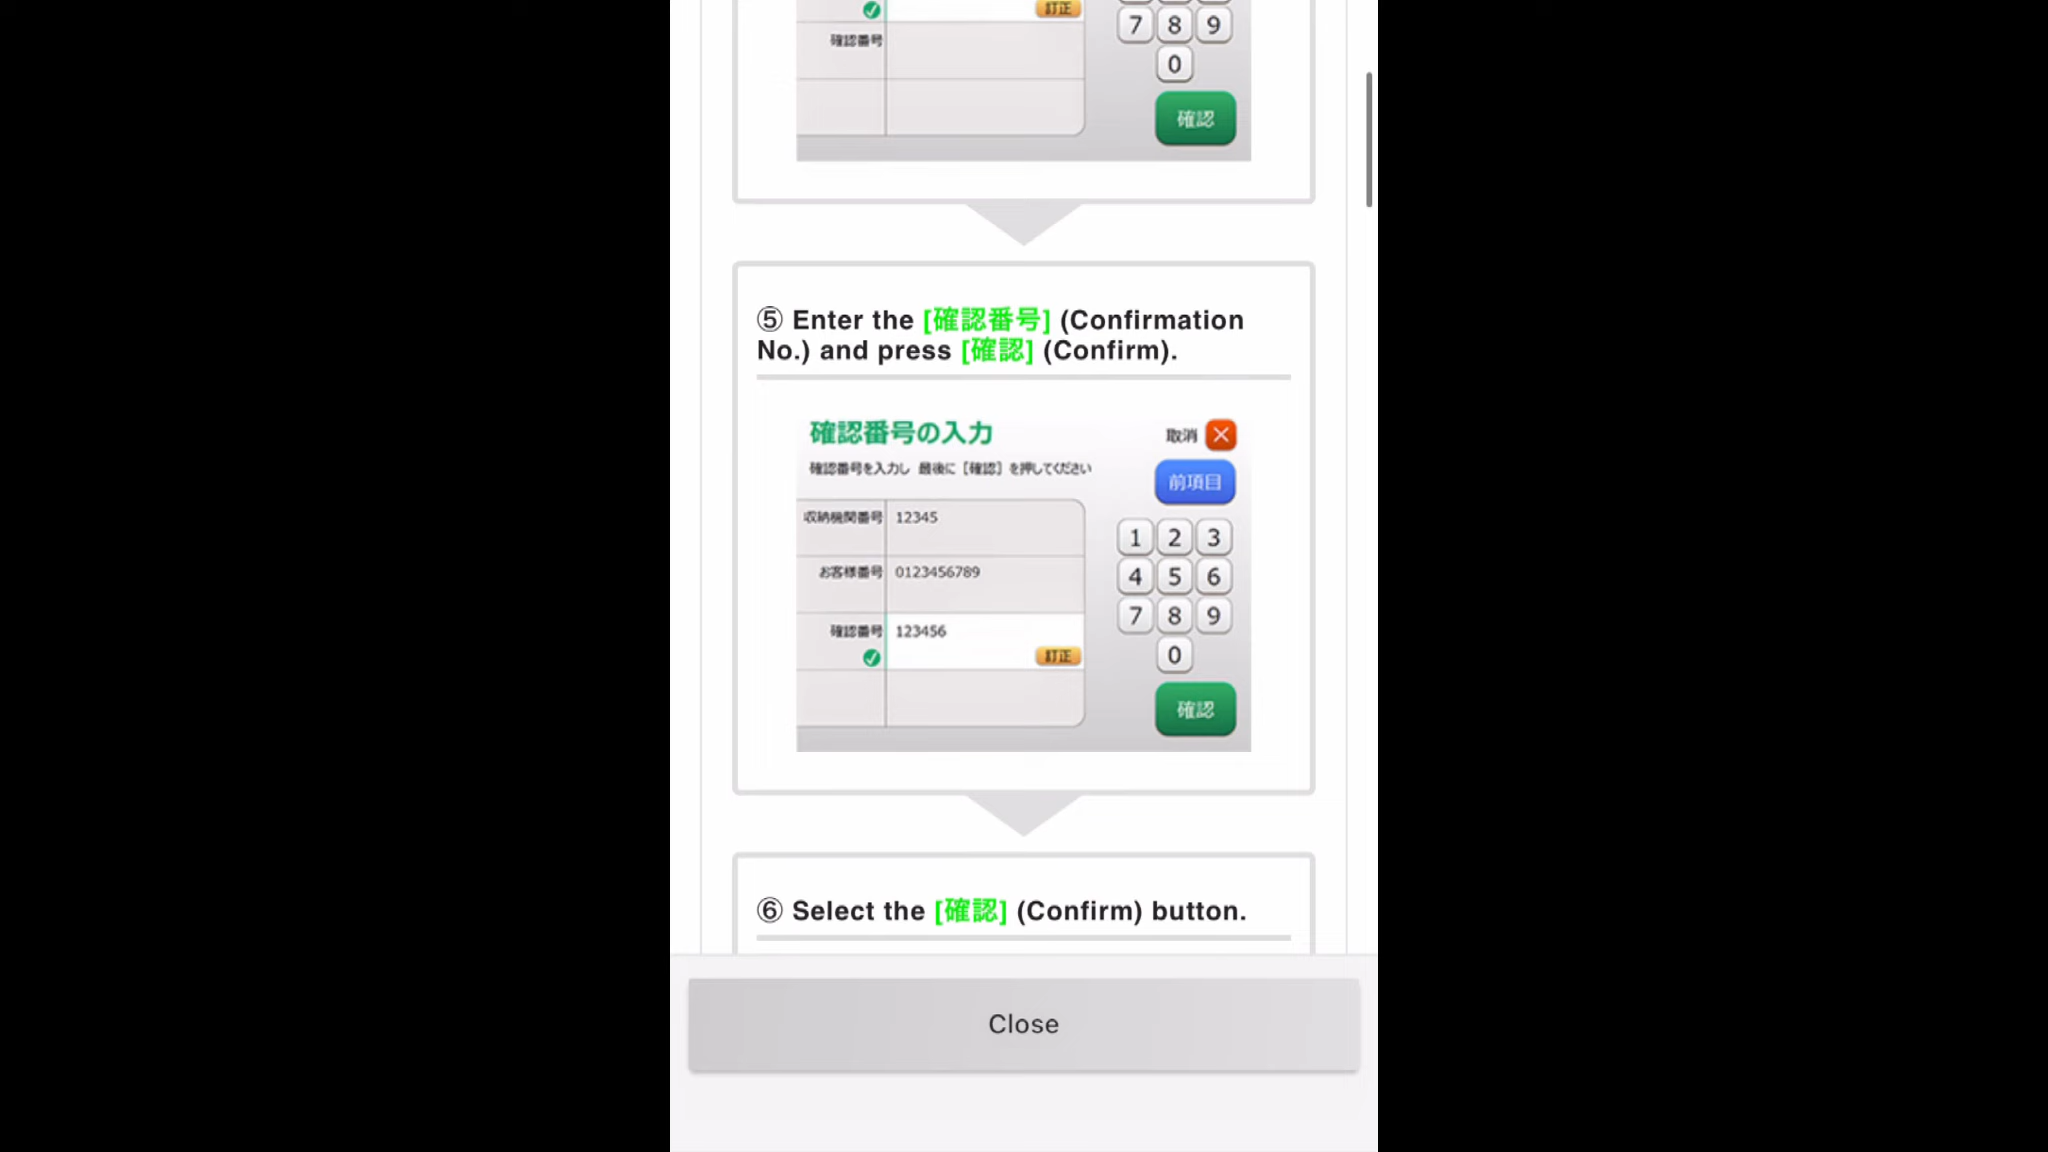 訂正
7 8 9
確認番号
0
確認
⑤ Enter the [確認番号] (Confirmation
No.) and press [確認] (Confirm).
確認番号の入力
取消
確認番号を入力し 最後に [確認] を押してください
前項目
収納機関番号 12345
1 2 3
お客様番号 0123456789
4 5 6
7 8 9
確認番号 123456
訂正
0
確認
⑥ Select the [確認] (Confirm) button.
Close